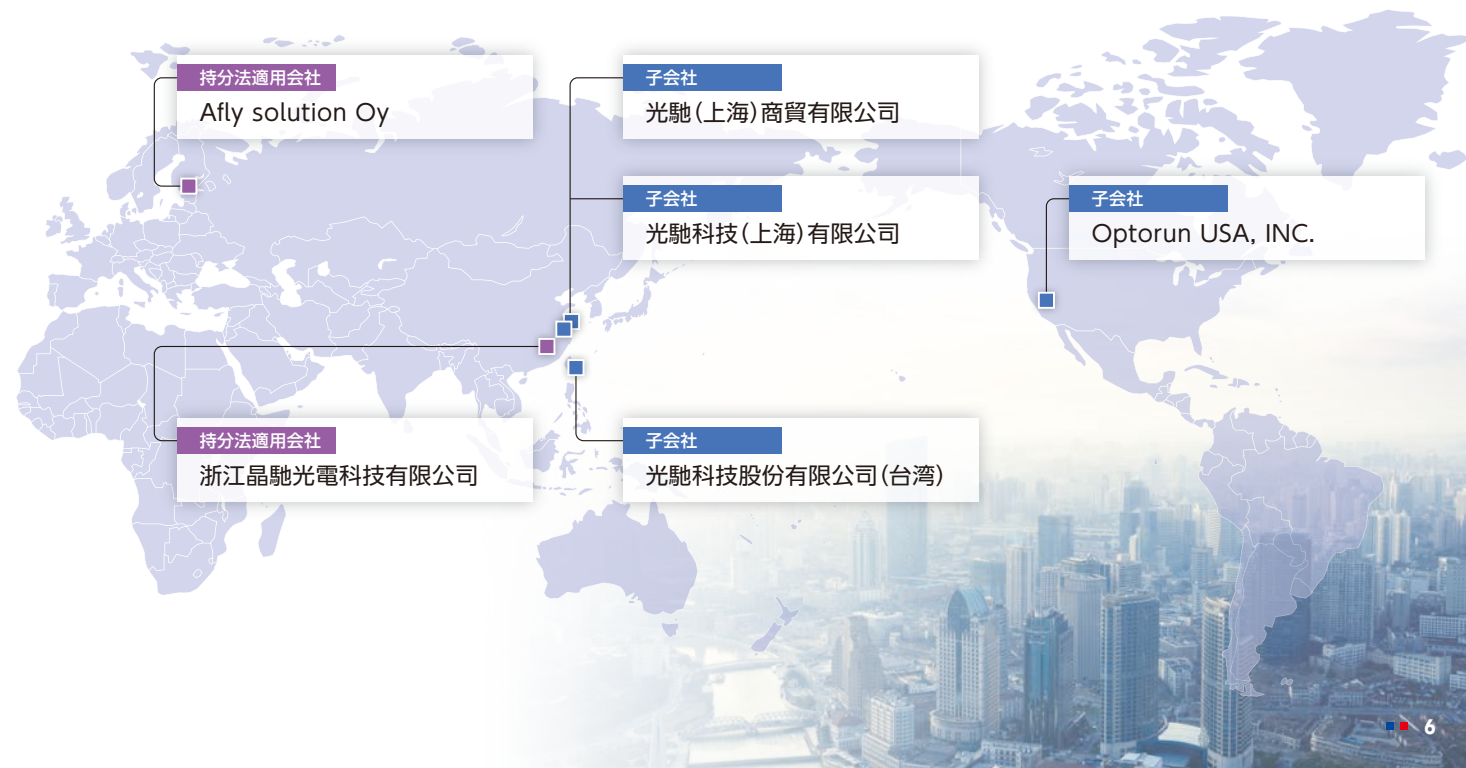 持分法適用会社
Afly solution Oy
子会社
光馳（上海）商貿有限公司
子会社
光馳科技（上海）有限公司
子会社
Optorun USA, INC.
持分法適用会社
浙江晶馳光電科技有限公司
子会社
光馳科技股份有限公司（台湾）
6